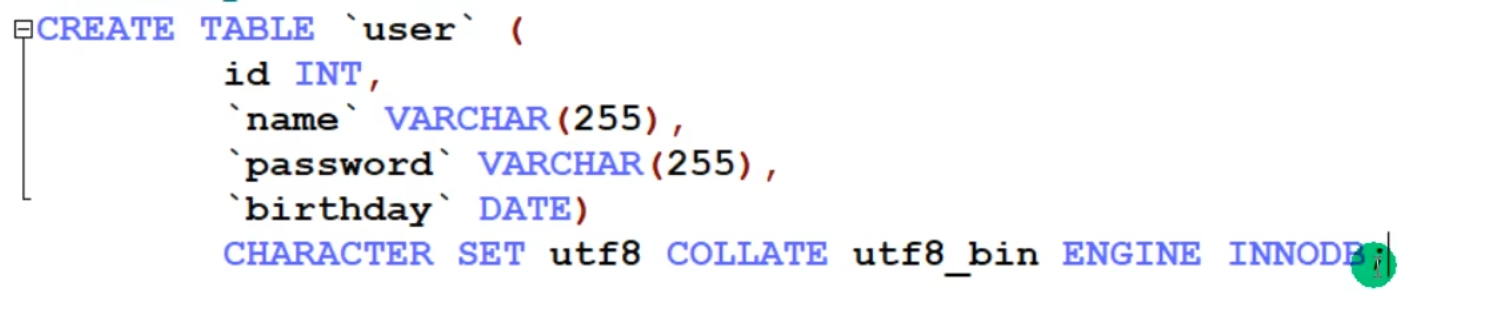 CREATE TABLE `user` (
id INT,
`name` VARCHAR(255),
`password` VARCHAR(255),
`birthday` DATE)
CHARACTER SET utf8 COLLATE utf8_bin ENGINE INNODB;